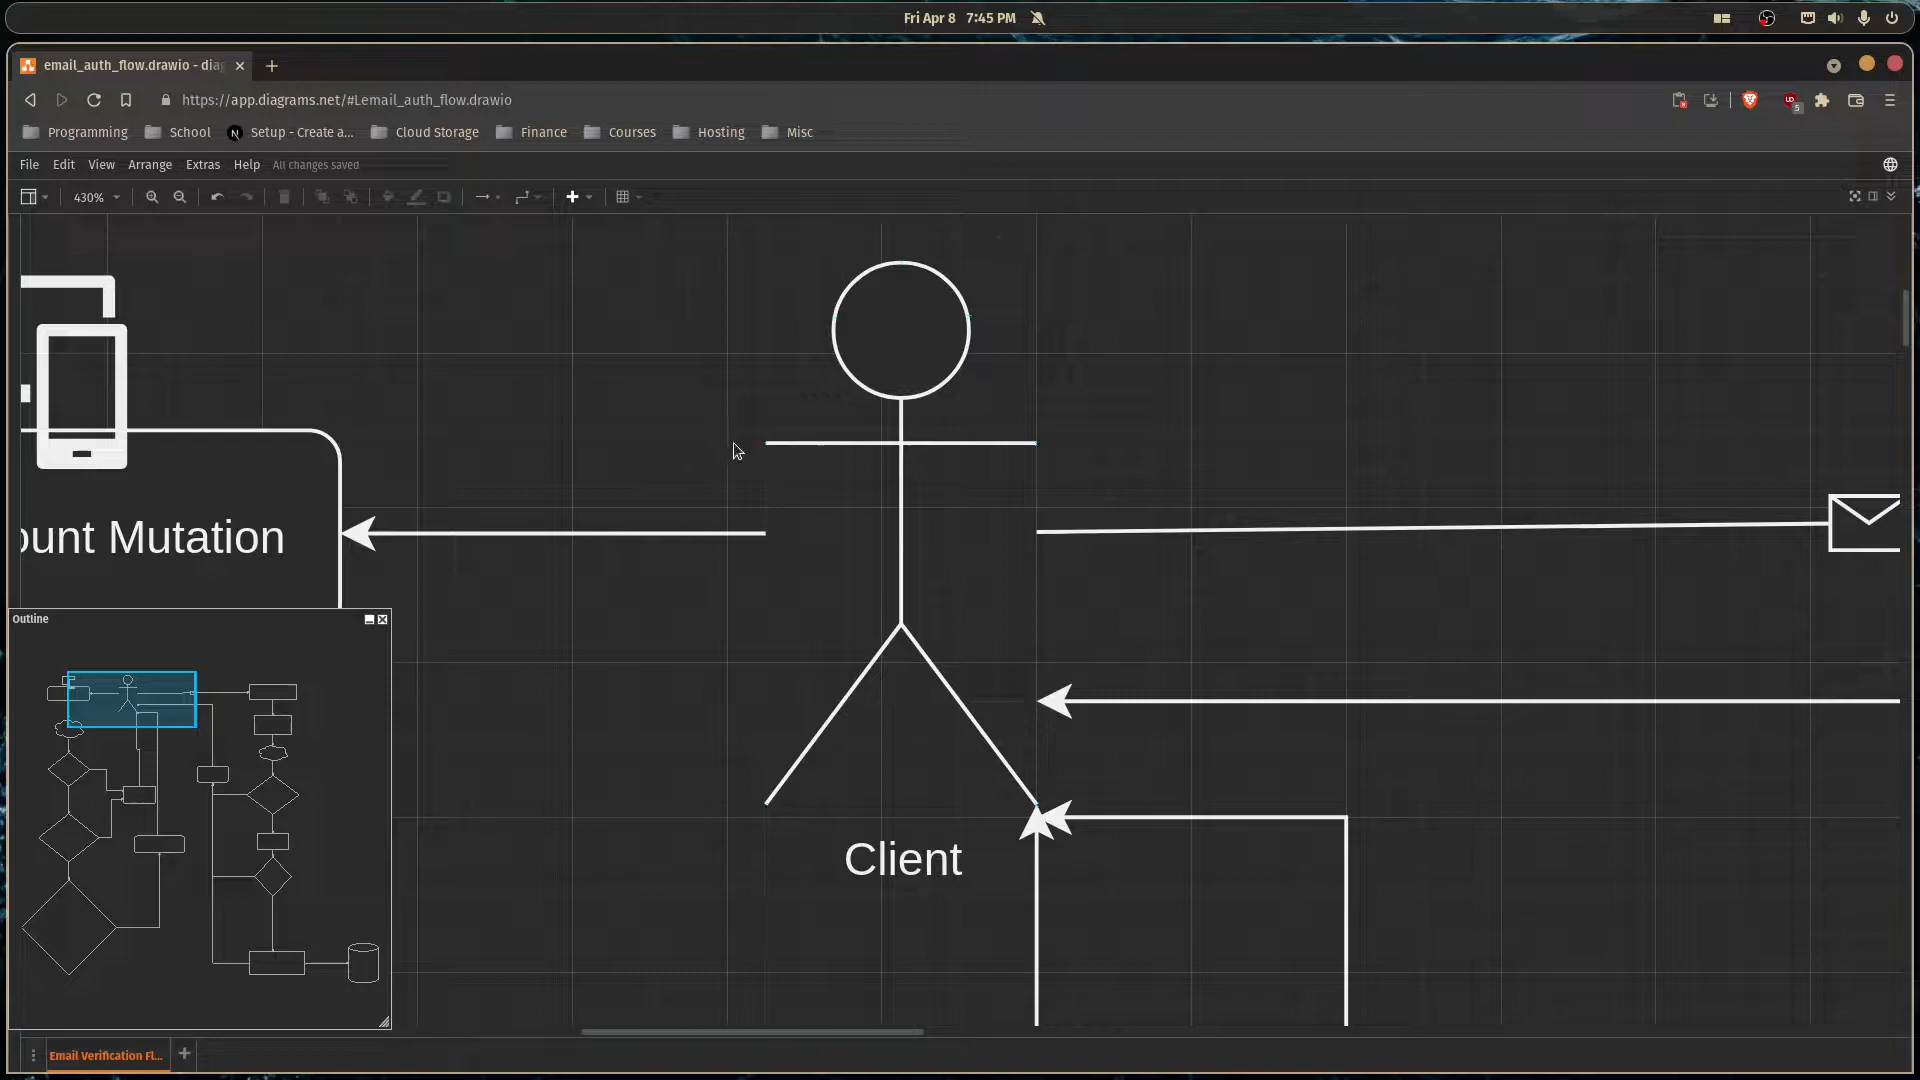 Fri Apr 8 7:45 PM
email_auth_flow.drawio - dia
https://app.diagrams.net/#Lemail_auth_flow.drawio
Programming School Setup - Create a... Cloud Storage Finance Courses Hosting Misc
File Edit View Arrange Extras Help All changes saved
430%
ount Mutation
Outline
Client
Email Verification Fl...
N
UD
5